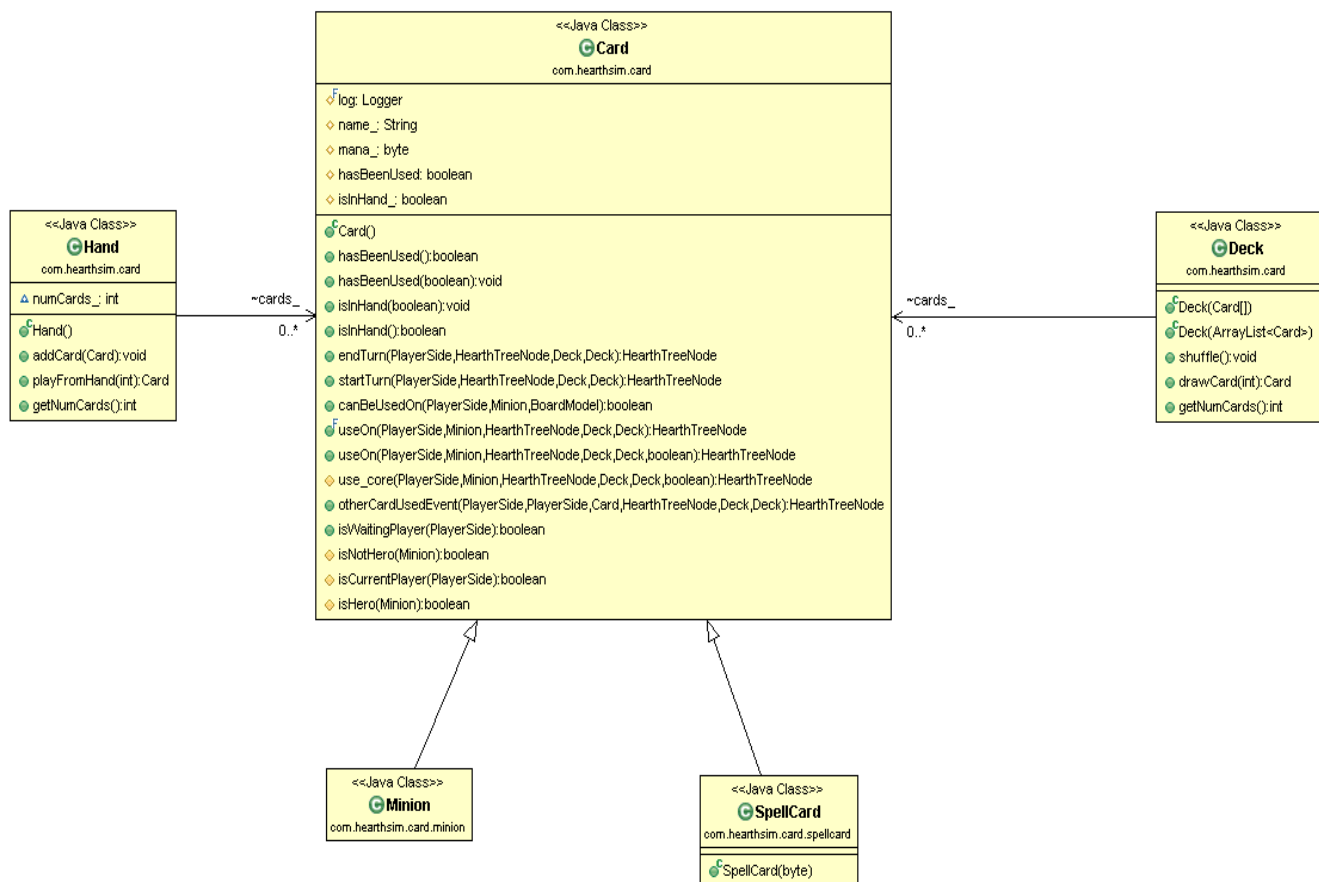 <<Java Class>>
Card
com.hearthsim.card
log: Logger
name_: String
mana_: byte
hasBeenUsed: boolean
isInHand_: boolean
Card()
hasBeenUsed():boolean
hasBeenUsed(boolean):void
isInHand(boolean):void
isInHand():boolean
endTurn(PlayerSide,HearthTreeNode,Deck,Deck):HearthTreeNode
startTurn(PlayerSide,HearthTreeNode,Deck,Deck):HearthTreeNode
canBeUsedOn(PlayerSide,Minion,BoardModel):boolean
useOn(PlayerSide,Minion,HearthTreeNode,Deck,Deck):HearthTreeNode
useOn(PlayerSide,Minion,HearthTreeNode,Deck,Deck,boolean):HearthTreeNode
use_core(PlayerSide,Minion,HearthTreeNode,Deck,Deck,boolean):HearthTreeNode
otherCardUsedEvent(PlayerSide,PlayerSide,Card,HearthTreeNode,Deck,Deck):HearthTreeNode
isWaitingPlayer(PlayerSide):boolean
isNotHero(Minion):boolean
isCurrentPlayer(PlayerSide):boolean
isHero(Minion):boolean
<<Java Class>>
Hand
com.hearthsim.card
numCards_: int
Hand()
addCard(Card):void
playFromHand(int):Card
getNumCards():int
~cards_
0..*
~cards_
0..*
<<Java Class>>
Deck
com.hearthsim.card
Deck(Card[])
Deck(ArrayList<Card>)
shuffle():void
drawCard(int):Card
getNumCards():int
<<Java Class>>
Minion
com.hearthsim.card.minion
<<Java Class>>
SpellCard
com.hearthsim.card.spellcard
SpellCard(byte)